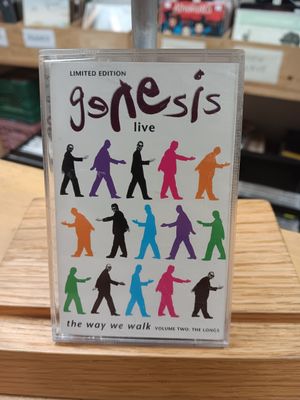 LIMITED EDITION
genesis
live
the way we walk VOLUME TWO: THE LONGS